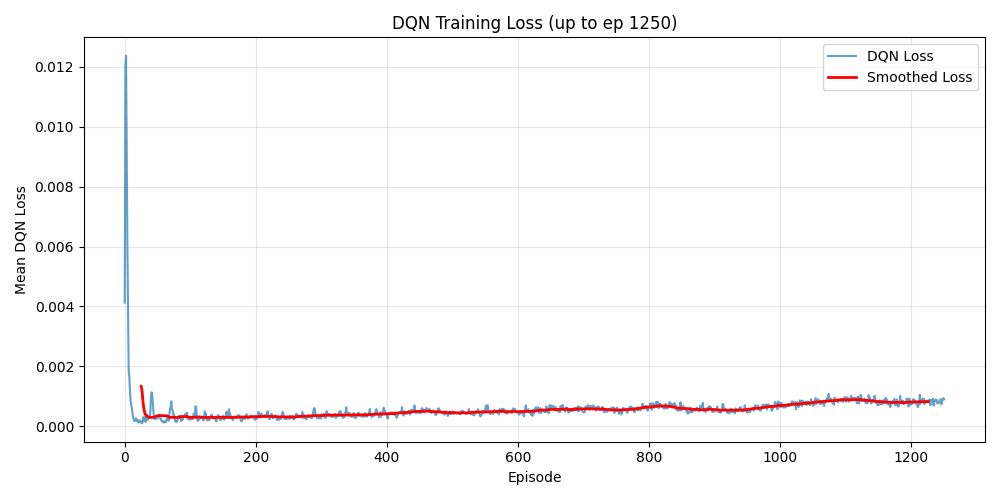 DQN Training Loss (up to ep 1250)
DQN Loss
Smoothed Loss
Mean DQN Loss
0.012
0.010
0.008
0.006
0.004
0.002
0.000
0
200
400
600
800
1000
1200
Episode